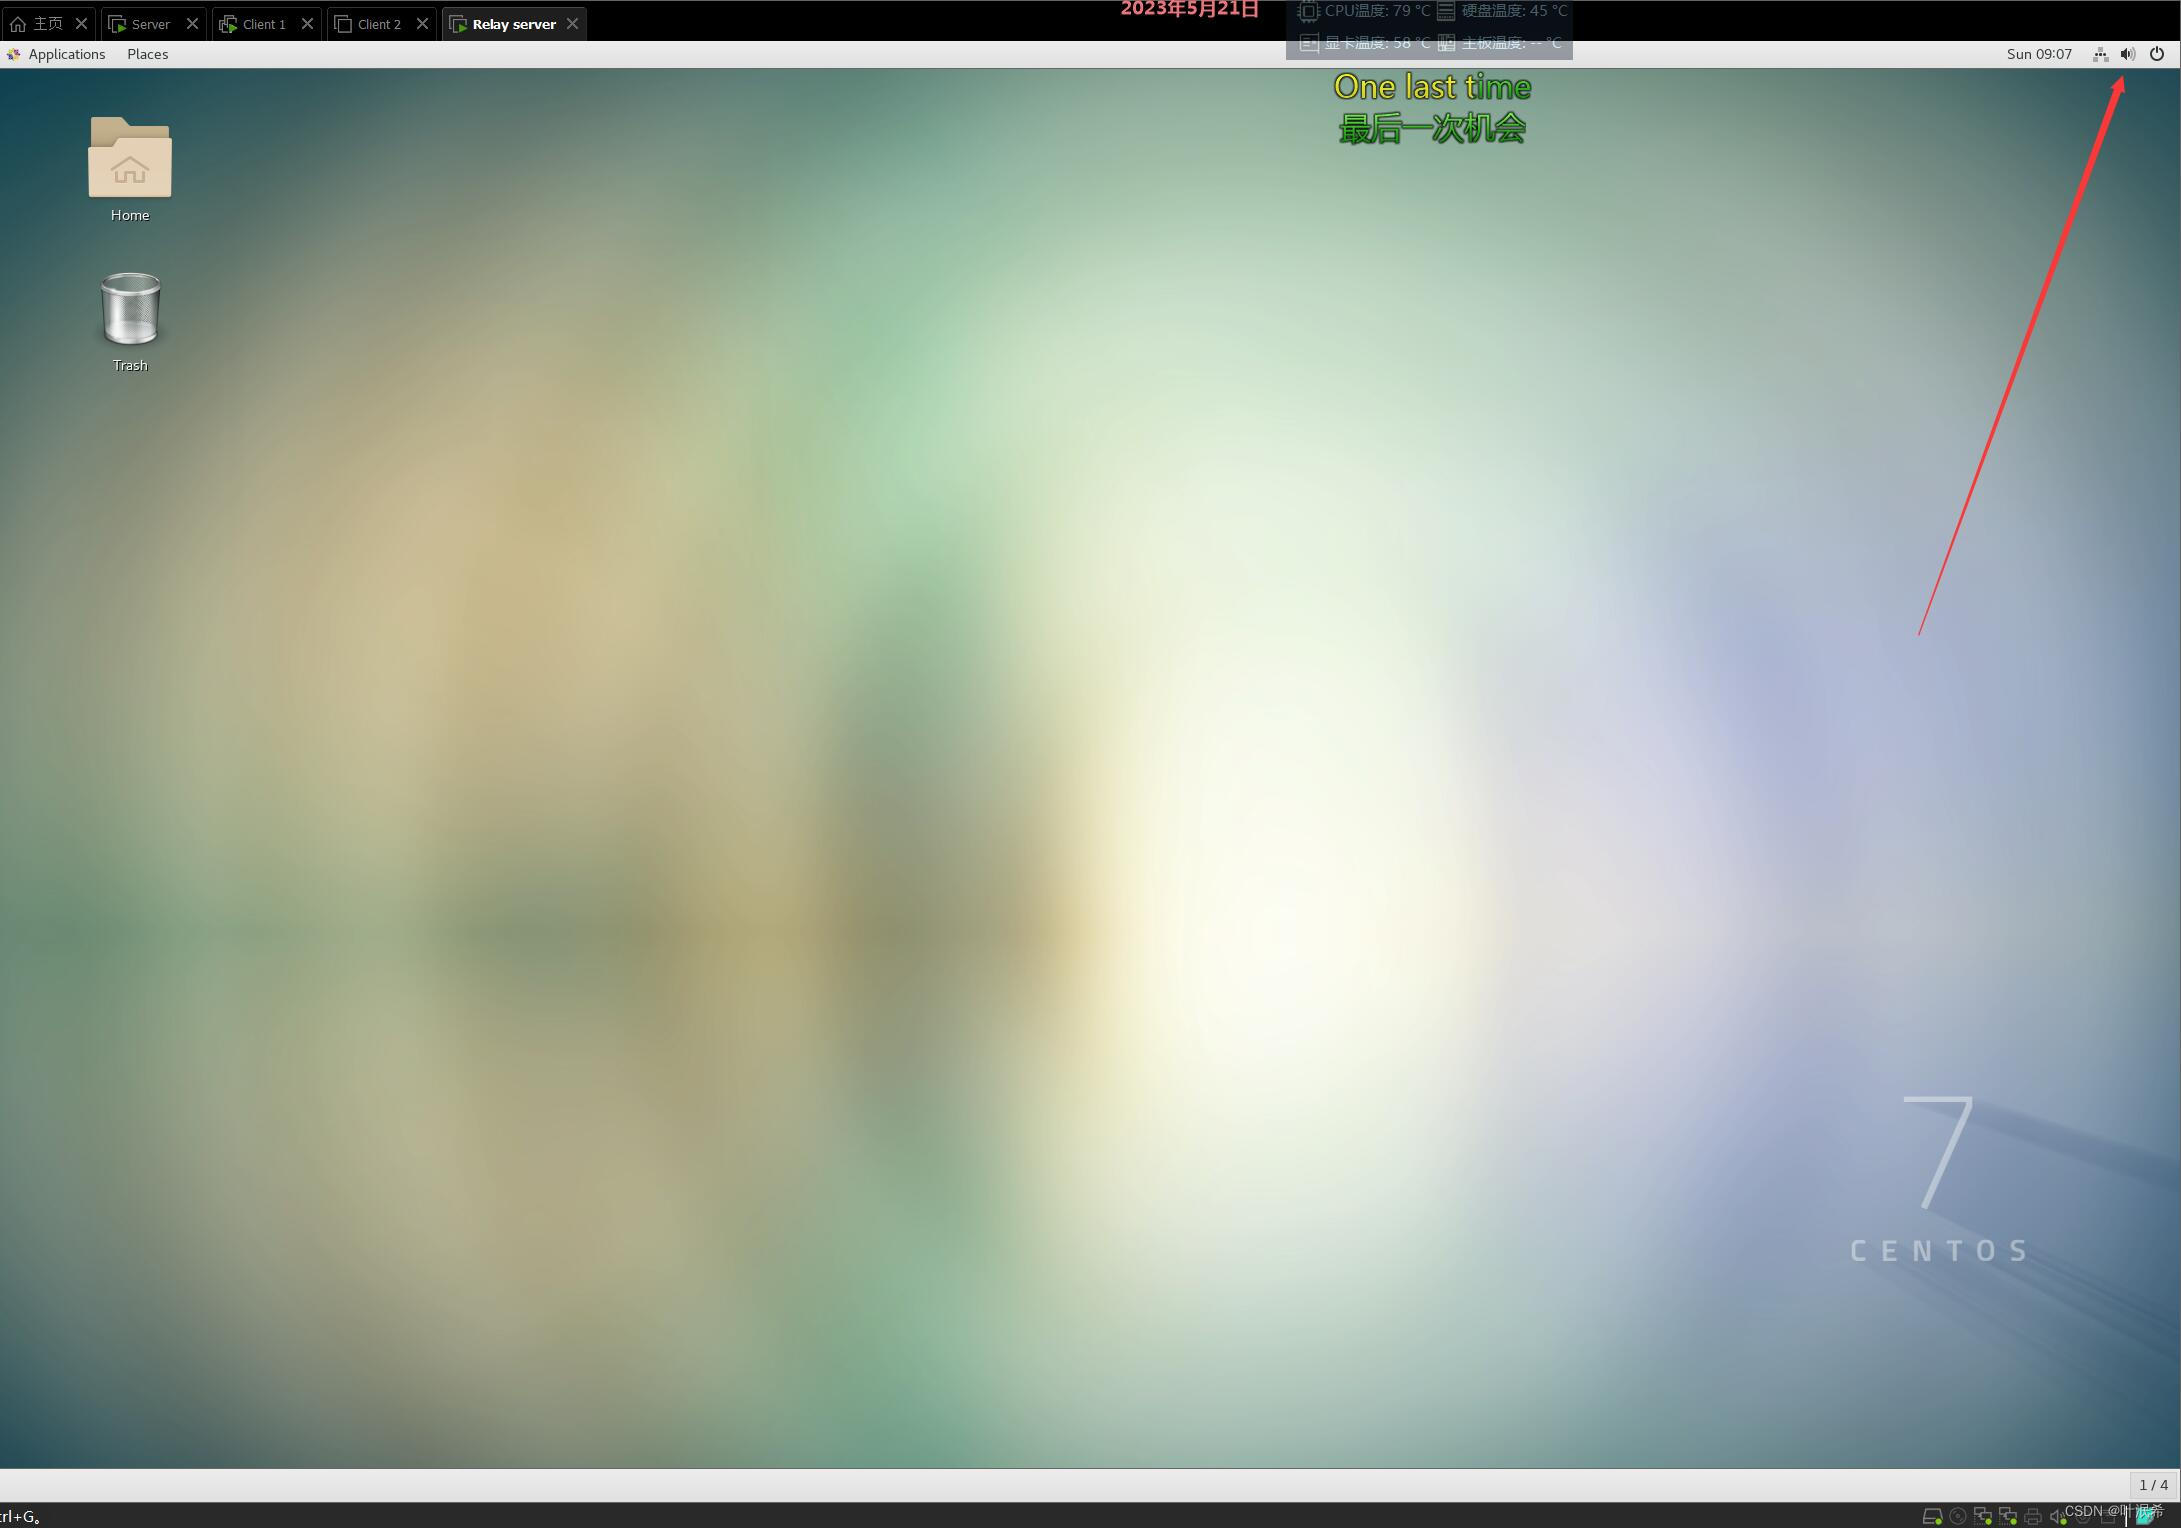 2023年5月21日
CPU温度: 79 °C 硬盘温度: 45 °C
主页 Server Client 1 Client 2 Relay server
显卡温度: 58 °C 主板温度: -- °C
Applications Places Sun 09:07
One last time
最后一次机会
Home
Trash
7
CENTOS
1 / 4
trl+G。
CSDN @叶泯希